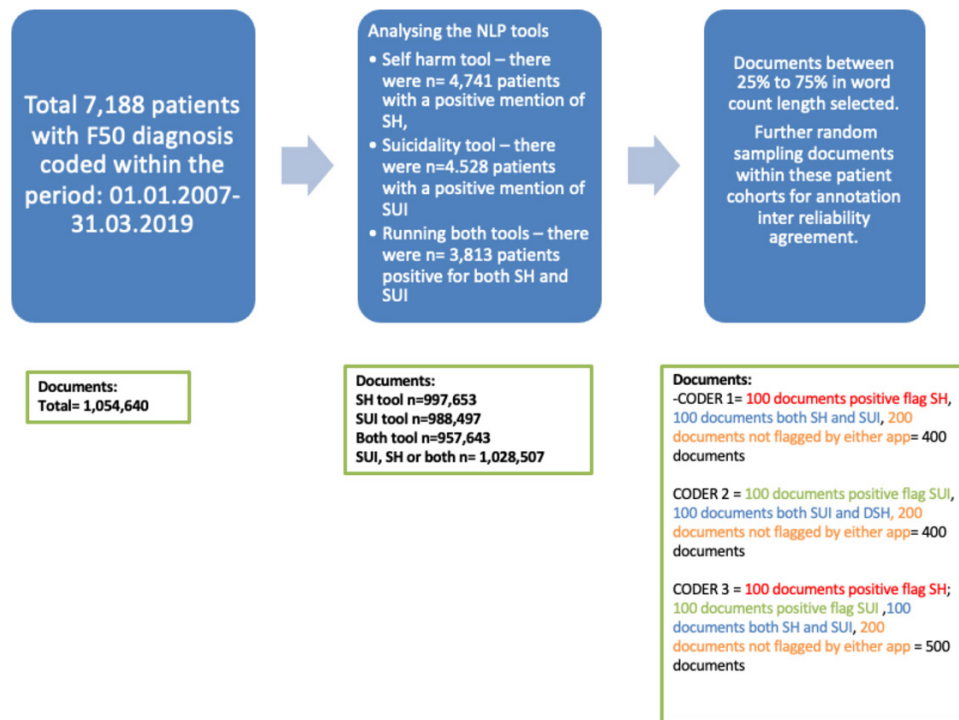 Total 7,188 patients
with F50 diagnosis
coded within the
period: 01.01.2007-
31.03.2019
Analysing the NLP tools
• Self harm tool – there
were n= 4,741 patients
with a positive mention of
SH,
• Suicidality tool – there
were n=4.528 patients
with a positive mention of
SUI
• Running both tools – there
were n= 3,813 patients
positive for both SH and
SUI
Documents between
25% to 75% in word
count length selected.
Further random
sampling documents
within these patient
cohorts for annotation
inter reliability
agreement.
Documents:
Total= 1,054,640
Documents:
SH tool n=997,653
SUI tool n=988,497
Both tool n=957,643
SUI, SH or both n= 1,028,507
Documents:
-CODER 1= 100 documents positive flag SH,
100 documents both SH and SUI, 200
documents not flagged by either app= 400
documents
CODER 2 = 100 documents positive flag SUI,
100 documents both SUI and DSH, 200
documents not flagged by either app= 400
documents
CODER 3 = 100 documents positive flag SH;
100 documents positive flag SUI ,100
documents both SH and SUI, 200
documents not flagged by either app = 500
documents